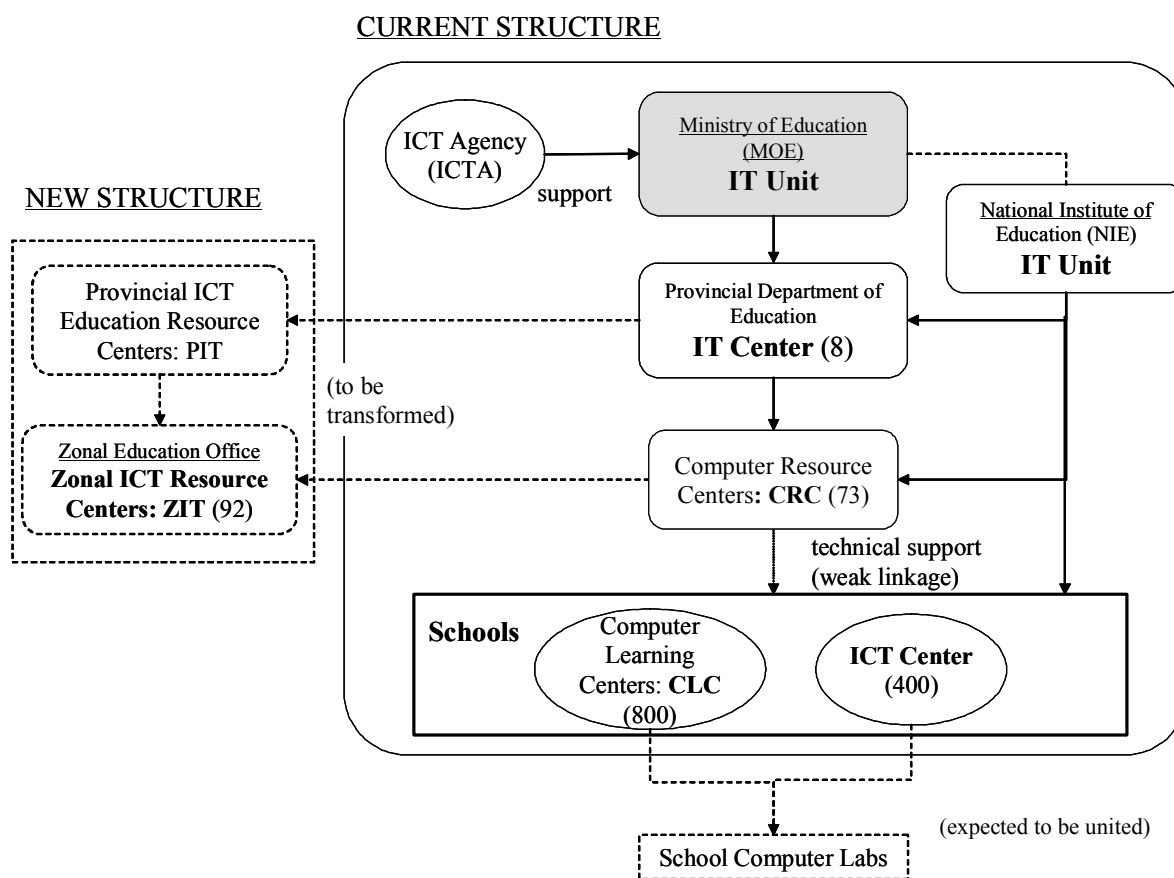 CURRENT STRUCTURE
ICT Agency
(ICTA)
support
Ministry of Education
(MOE)
IT Unit
National Institute of
Education (NIE)
IT Unit
NEW STRUCTURE
Provincial ICT
Education Resource
Centers: PIT
Provincial Department of
Education
IT Center (8)
(to be
transformed)
Zonal Education Office
Zonal ICT Resource
Centers: ZIT (92)
Computer Resource
Centers: CRC (73)
technical support
(weak linkage)
Schools
Computer
Learning
Centers: CLC
(800)
ICT Center
(400)
(expected to be united)
School Computer Labs